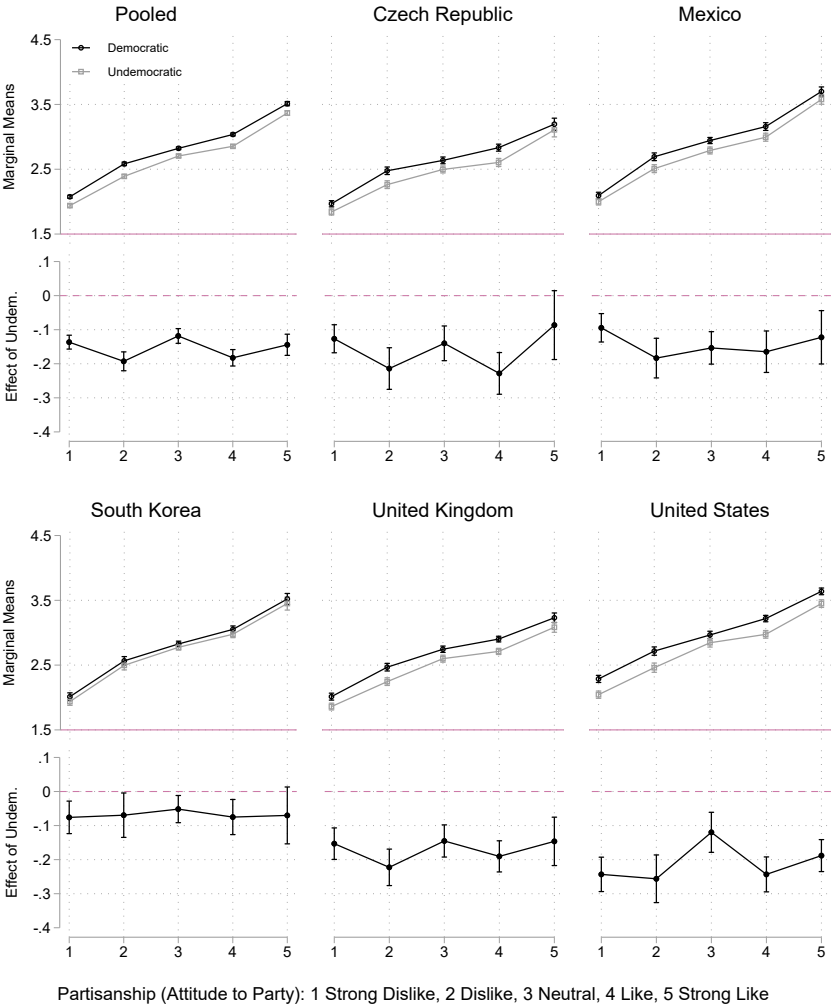 Pooled Czech Republic Mexico
4.5
Democratic
Undemocratic
3.5
2.5
1.5
Marginal Means
.1
0
-.1
-.2
-.3
-.4
Effect of Undem.
1 2 3 4 5 1 2 3 4 5 1 2 3 4 5
South Korea United Kingdom United States
4.5
3.5
2.5
1.5
Marginal Means
.1
0
-.1
-.2
-.3
-.4
Effect of Undem.
1 2 3 4 5 1 2 3 4 5 1 2 3 4 5
Partisanship (Attitude to Party): 1 Strong Dislike, 2 Dislike, 3 Neutral, 4 Like, 5 Strong Like